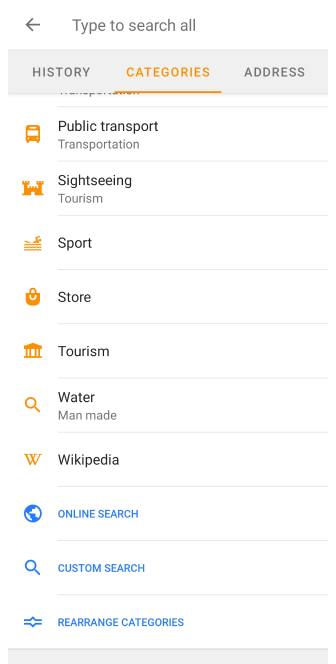 Type to search all
HISTORY CATEGORIES ADDRESS
Transportation
Public transport
Transportation
Sightseeing
Tourism
Sport
Store
Tourism
Water
Man made
Wikipedia
ONLINE SEARCH
CUSTOM SEARCH
REARRANGE CATEGORIES